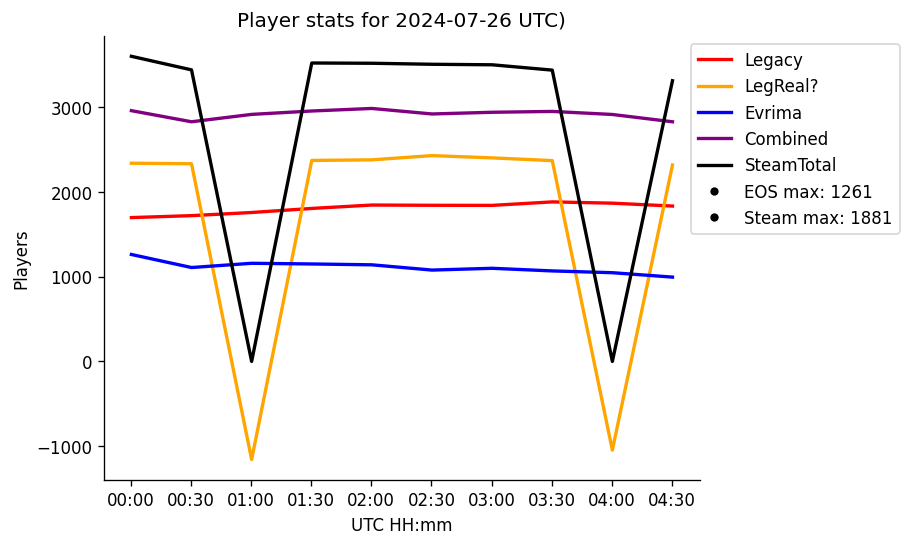 Player stats for 2024-07-26 UTC)
Legacy
LegReal?
Evrima
Combined
SteamTotal
EOS max: 1261
Steam max: 1881
Players
3000
2000
1000
0
−1000
00:00 00:30 01:00 01:30 02:00 02:30 03:00 03:30 04:00 04:30
UTC HH:mm